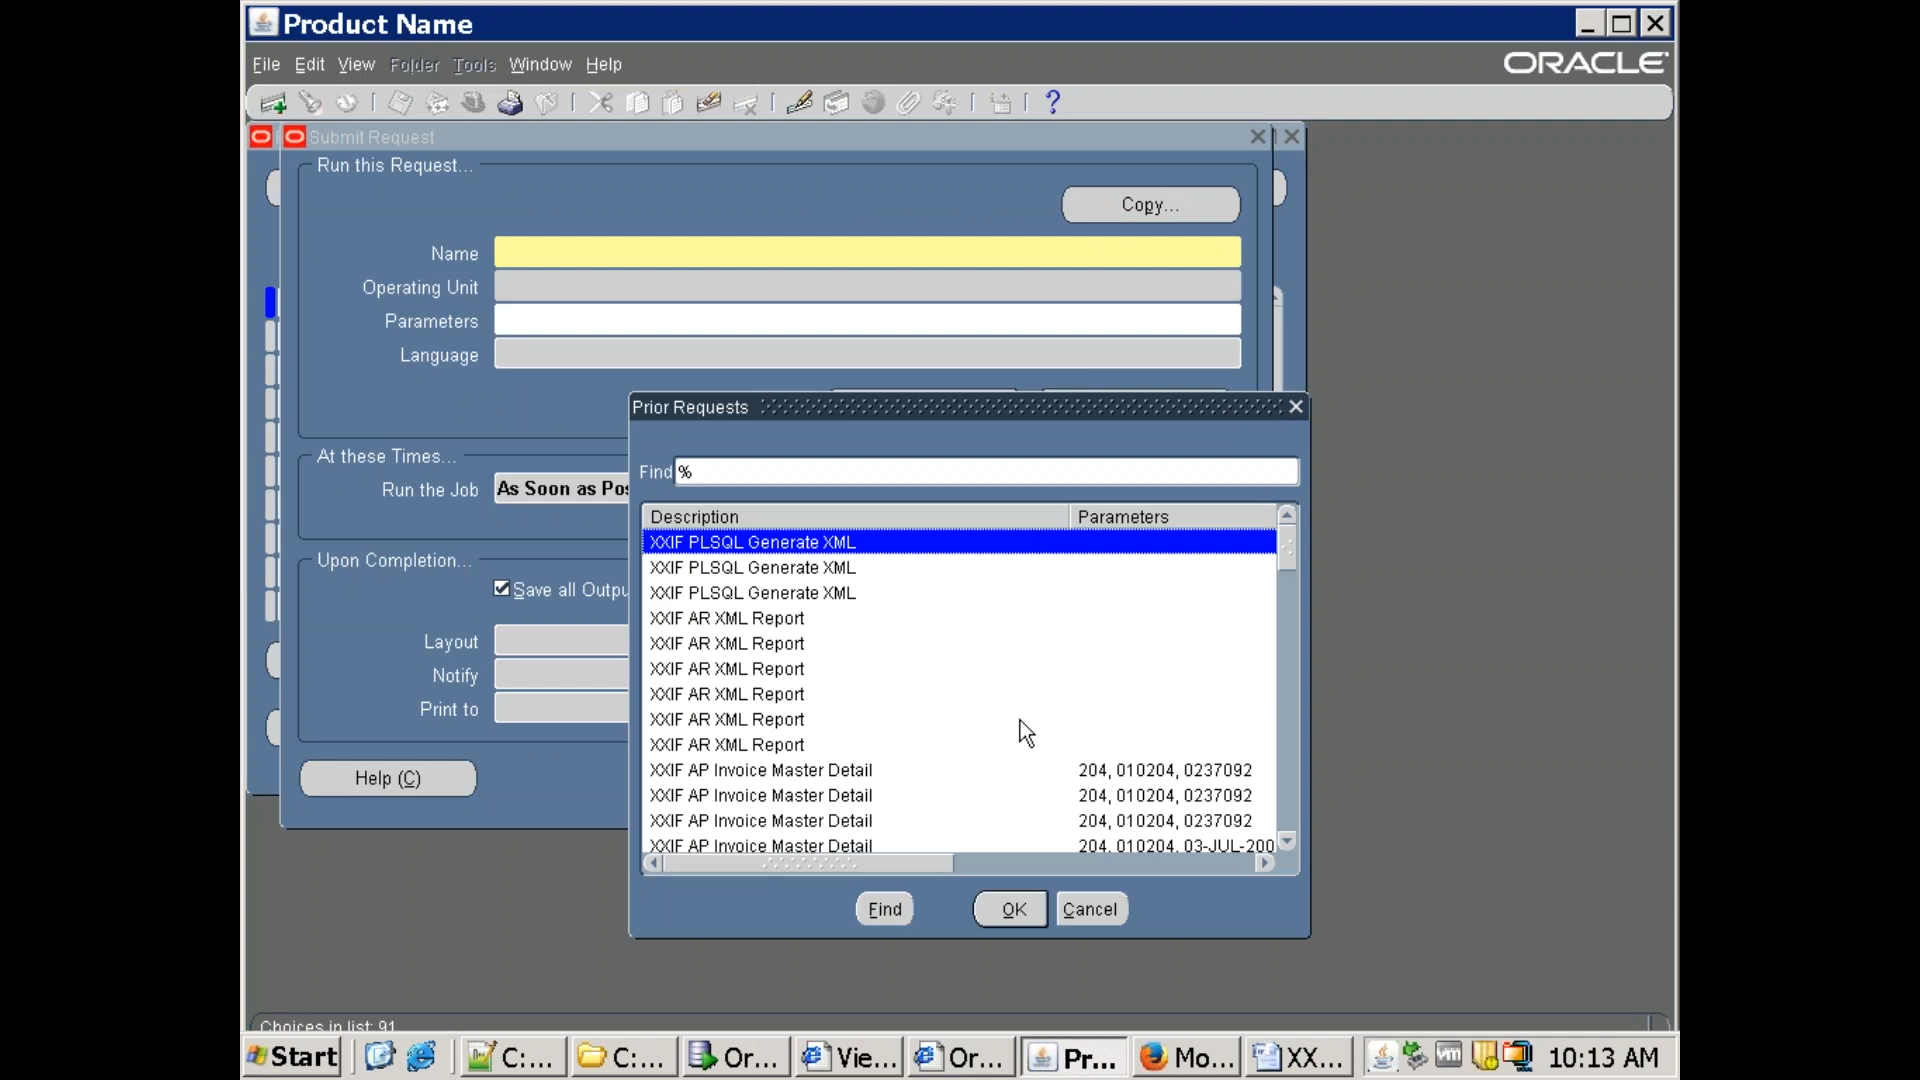 Product Name
File Edit View Folder Tools Window Help
ORACLE
Submit Request
Run this Request...
Copy...
Name
Operating Unit
Parameters
Language
At these Times...
Run the Job As Soon as Pos
Upon Completion...
Save all Outpu
Layout
Notify
Print to
Help (C)
Prior Requests
Find %
Description Parameters
XXIF PLSQL Generate XML
XXIF PLSQL Generate XML
XXIF PLSQL Generate XML
XXIF AR XML Report
XXIF AR XML Report
XXIF AR XML Report
XXIF AR XML Report
XXIF AR XML Report
XXIF AR XML Report
XXIF AP Invoice Master Detail 204, 010204, 0237092
XXIF AP Invoice Master Detail 204, 010204, 0237092
XXIF AP Invoice Master Detail 204, 010204, 0237092
XXIF AP Invoice Master Detail 204, 010204, 03-JUL-200
Find OK Cancel
Choices in list: 91
Start C:... C:... Or... Vie... Or... Pr... Mo... XX... 10:13 AM